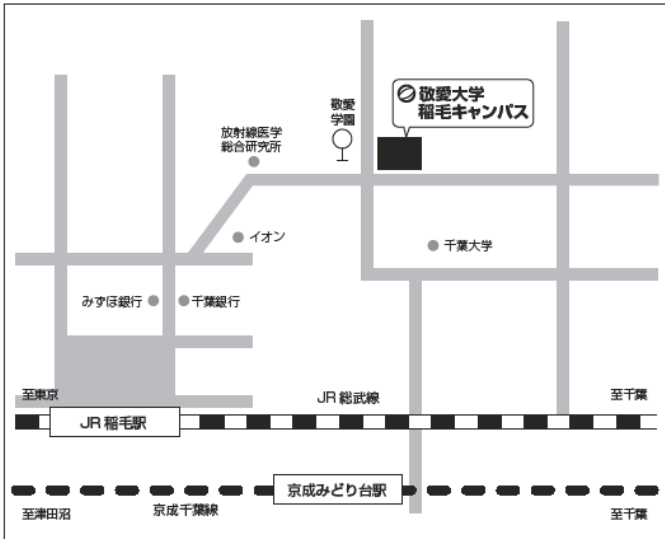 敬愛大学
稲毛キャンパス
敬愛
学園
放射線医学
総合研究所
イオン
千葉大学
みずほ銀行
千葉銀行
至東京
JR 総武線
至千葉
JR 稲毛駅
京成みどり台駅
至津田沼
京成千葉線
至千葉